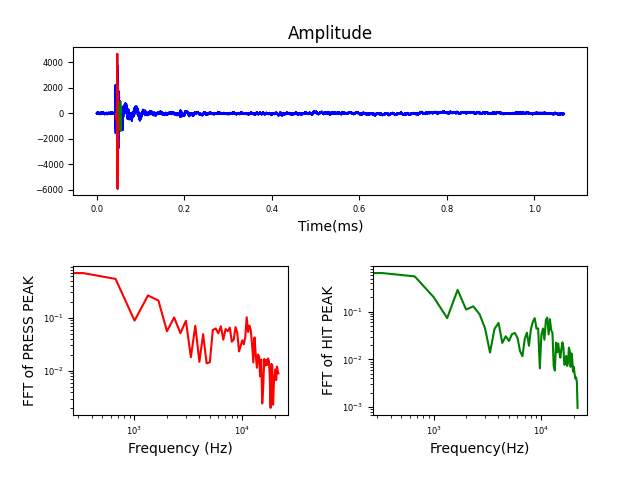 Amplitude
4000
2000
0
−2000
−4000
−6000
0.0 0.2 0.4 0.6 0.8 1.0
Time(ms)
FFT of PRESS PEAK
10⁻¹
10⁻²
10³ 10⁴
Frequency (Hz)
FFT of HIT PEAK
10⁻¹
10⁻²
10⁻³
10³ 10⁴
Frequency(Hz)